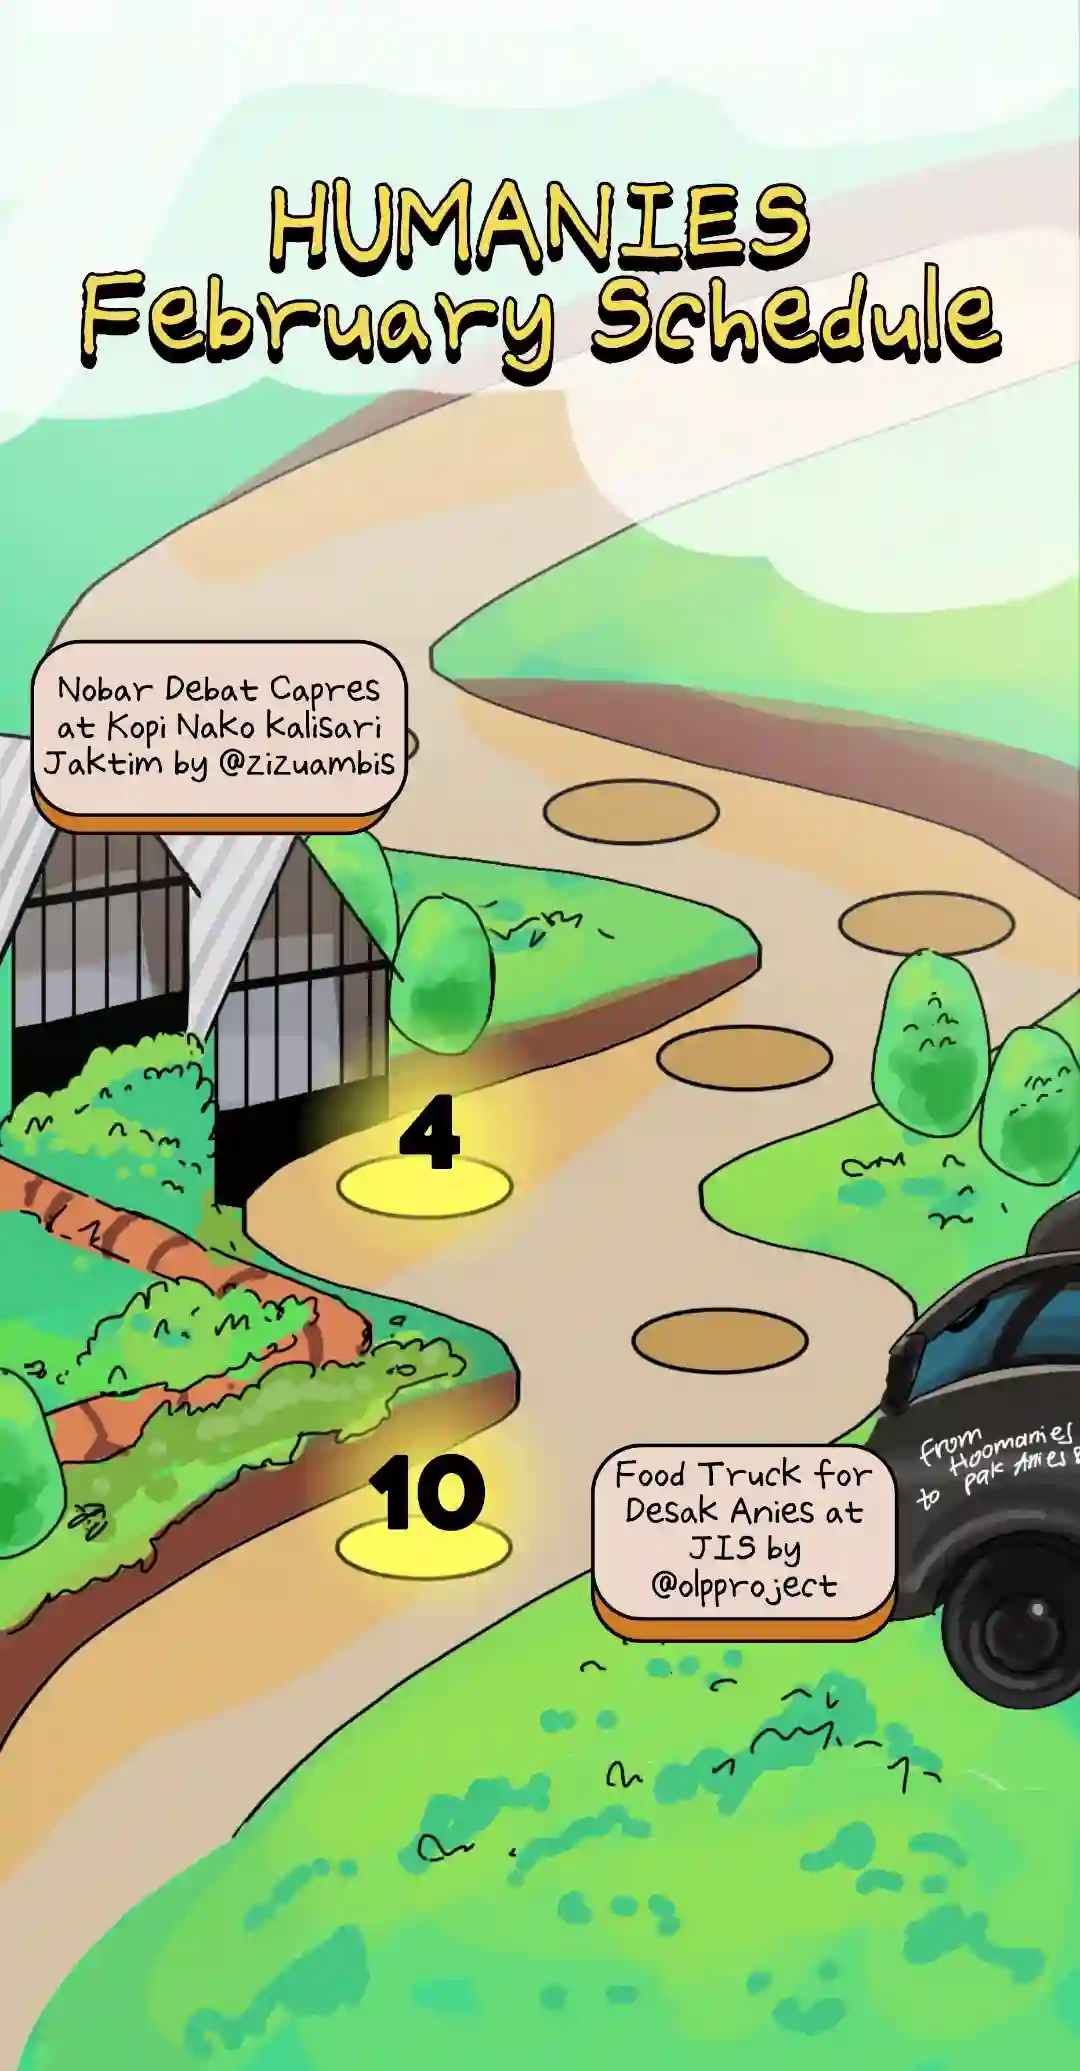 HUMANIES
February Schedule
Nobar Debat Capres
at Kopi Nako Kalisari
Jaktim by @zizuambis
4
10
Food Truck for
Desak Anies at
JIS by
@olpproject
From
Hoomanies
to pak Anies